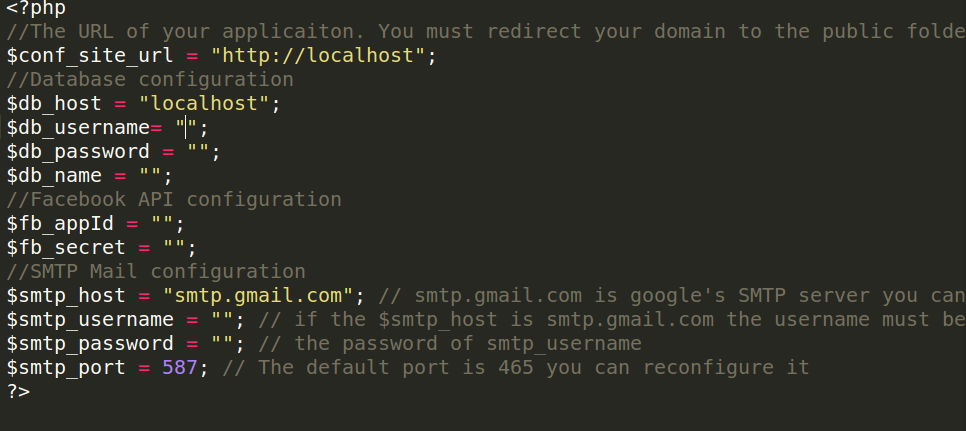 <?php
//The URL of your applicaiton. You must redirect your domain to the public folde
$conf_site_url = "http://localhost";
//Database configuration
$db_host = "localhost";
$db_username= "";
$db_password = "";
$db_name = "";
//Facebook API configuration
$fb_appId = "";
$fb_secret = "";
//SMTP Mail configuration
$smtp_host = "smtp.gmail.com"; // smtp.gmail.com is google's SMTP server you can
$smtp_username = ""; // if the $smtp_host is smtp.gmail.com the username must be
$smtp_password = ""; // the password of smtp_username
$smtp_port = 587; // The default port is 465 you can reconfigure it
?>